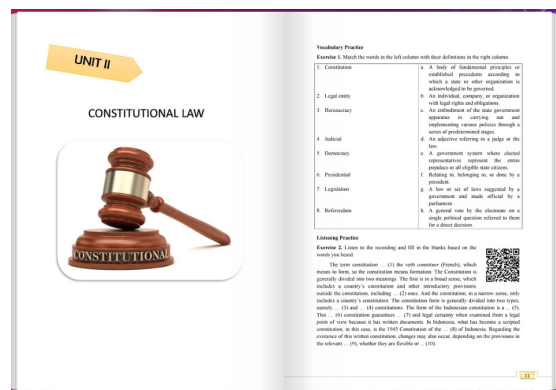 UNIT II
CONSTITUTIONAL LAW
CONSTITUTIONAL
Vocabulary Practice
Exercise 1. Match the words in the left column with their definitions in the right column.
1. Constitution
a. A body of fundamental principles or
established precedents according to
which a state or other organization is
acknowledged to be governed.
2. Legal entity
b. An individual, company, or organization
with legal rights and obligations.
3. Bureaucracy
c. An embodiment of the state government
apparatus in carrying out and
implementing various policies through a
series of predetermined stages.
4. Judicial
d. An adjective referring to a judge or the
law.
5. Democracy
e. A government system where elected
representatives represent the entire
populace or all eligible state citizens.
6. Presidential
f. Relating to, belonging to, or done by a
president.
7. Legislation
g. A law or set of laws suggested by a
government and made official by a
parliament.
8. Referendum
h. A general vote by the electorate on a
single political question referred to them
for a direct decision.
Listening Practice
Exercise 2. Listen to the recording and fill in the blanks based on the
words you heard.
The term constitution … (1) the verb constituer (French), which
means to form, so the constitution means formation. The Constitution is
generally divided into two meanings. The first is in a broad sense, which
includes a country's constitution and other introductory provisions
outside the constitution, including … (2) ones. And the constitution, in a narrow sense, only
includes a country's constitution. The constitution form is generally divided into two types,
namely … (3) and … (4) constitutions. The form of the Indonesian constitution is a … (5).
This … (6) constitution guarantees … (7) and legal certainty when examined from a legal
point of view because it has written documents. In Indonesia, what has become a scripted
constitution, in this case, is the 1945 Constitution of the … (8) of Indonesia. Regarding the
existence of this written constitution, changes may also occur, depending on the provisions in
the relevant … (9), whether they are flexible or … (10).
11